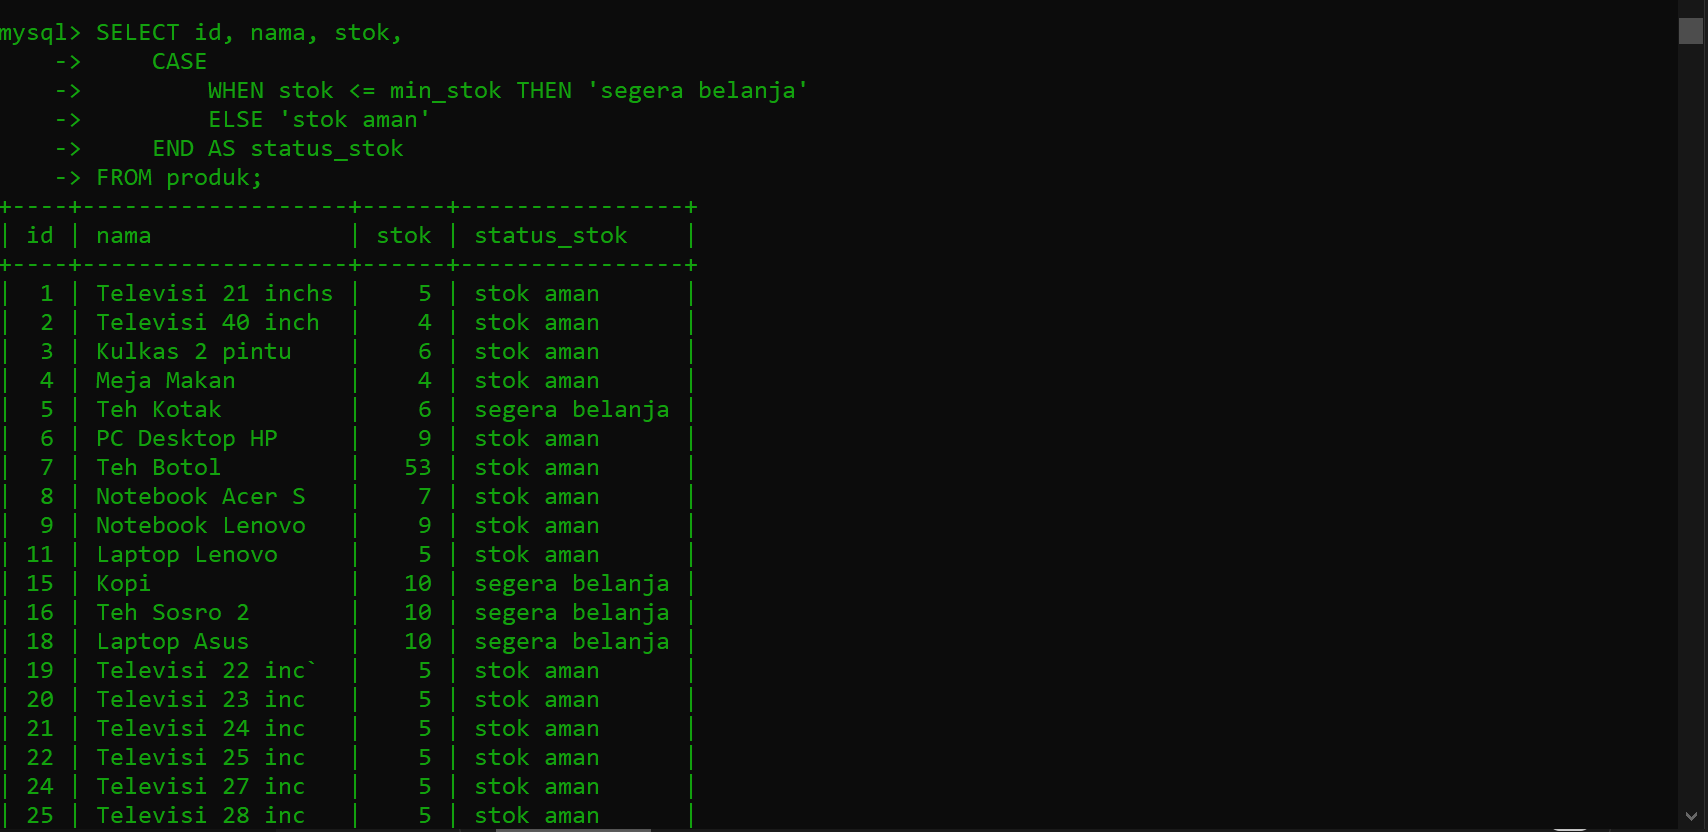 mysql> SELECT id, nama, stok,
    ->     CASE
    ->         WHEN stok <= min_stok THEN 'segera belanja'
    ->         ELSE 'stok aman'
    ->     END AS status_stok
    -> FROM produk;
+----+-------------------+------+----------------+
| id | nama              | stok | status_stok    |
+----+-------------------+------+----------------+
|  1 | Televisi 21 inchs |    5 | stok aman      |
|  2 | Televisi 40 inch  |    4 | stok aman      |
|  3 | Kulkas 2 pintu    |    6 | stok aman      |
|  4 | Meja Makan        |    4 | stok aman      |
|  5 | Teh Kotak         |    6 | segera belanja |
|  6 | PC Desktop HP     |    9 | stok aman      |
|  7 | Teh Botol         |   53 | stok aman      |
|  8 | Notebook Acer S   |    7 | stok aman      |
|  9 | Notebook Lenovo   |    9 | stok aman      |
| 11 | Laptop Lenovo     |    5 | stok aman      |
| 15 | Kopi              |   10 | segera belanja |
| 16 | Teh Sosro 2       |   10 | segera belanja |
| 18 | Laptop Asus       |   10 | segera belanja |
| 19 | Televisi 22 inc`  |    5 | stok aman      |
| 20 | Televisi 23 inc   |    5 | stok aman      |
| 21 | Televisi 24 inc   |    5 | stok aman      |
| 22 | Televisi 25 inc   |    5 | stok aman      |
| 24 | Televisi 27 inc   |    5 | stok aman      |
| 25 | Televisi 28 inc   |    5 | stok aman      |